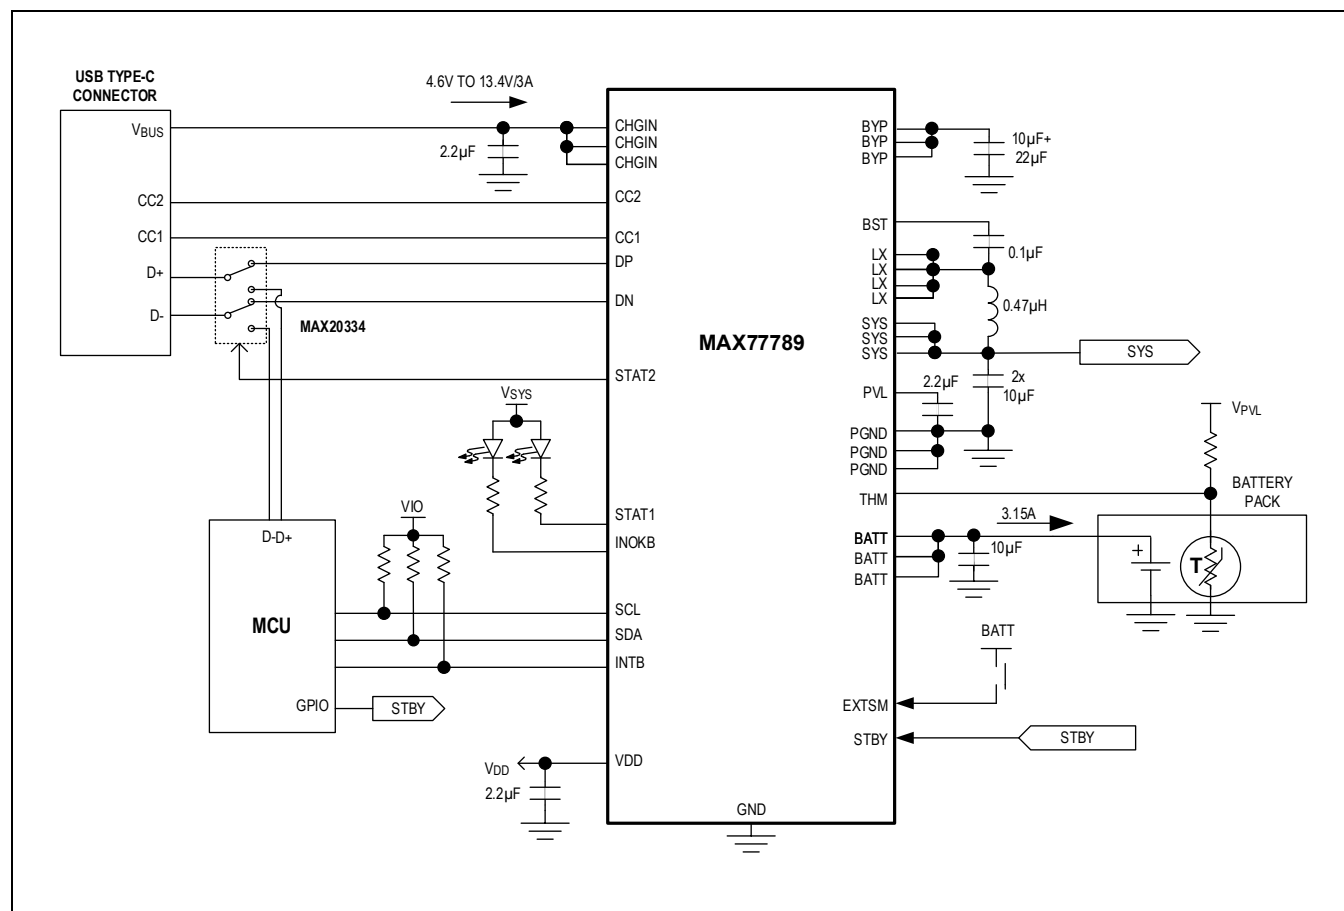 USB TYPE-C
CONNECTOR
4.6V TO 13.4V/3A
VBUS
CHGIN
CHGIN
CHGIN
2.2µF
BYP
BYP
BYP
10µF+
22µF
CC2
CC2
BST
CC1
CC1
0.1µF
DP
LX
LX
LX
LX
D+
DN
0.47µH
D-
MAX20334
SYS
SYS
SYS
MAX77789
SYS
STAT2
2.2µF
2x
10µF
PVL
VSYS
VPVL
PGND
PGND
PGND
BATTERY
PACK
THM
VIO
STAT1
3.15A
D-D+
INOKB
BATT
BATT
BATT
10µF
+
T
MCU
SCL
SDA
BATT
INTB
GPIO
STBY
EXTSM
STBY
STBY
VDD
VDD
2.2µF
GND